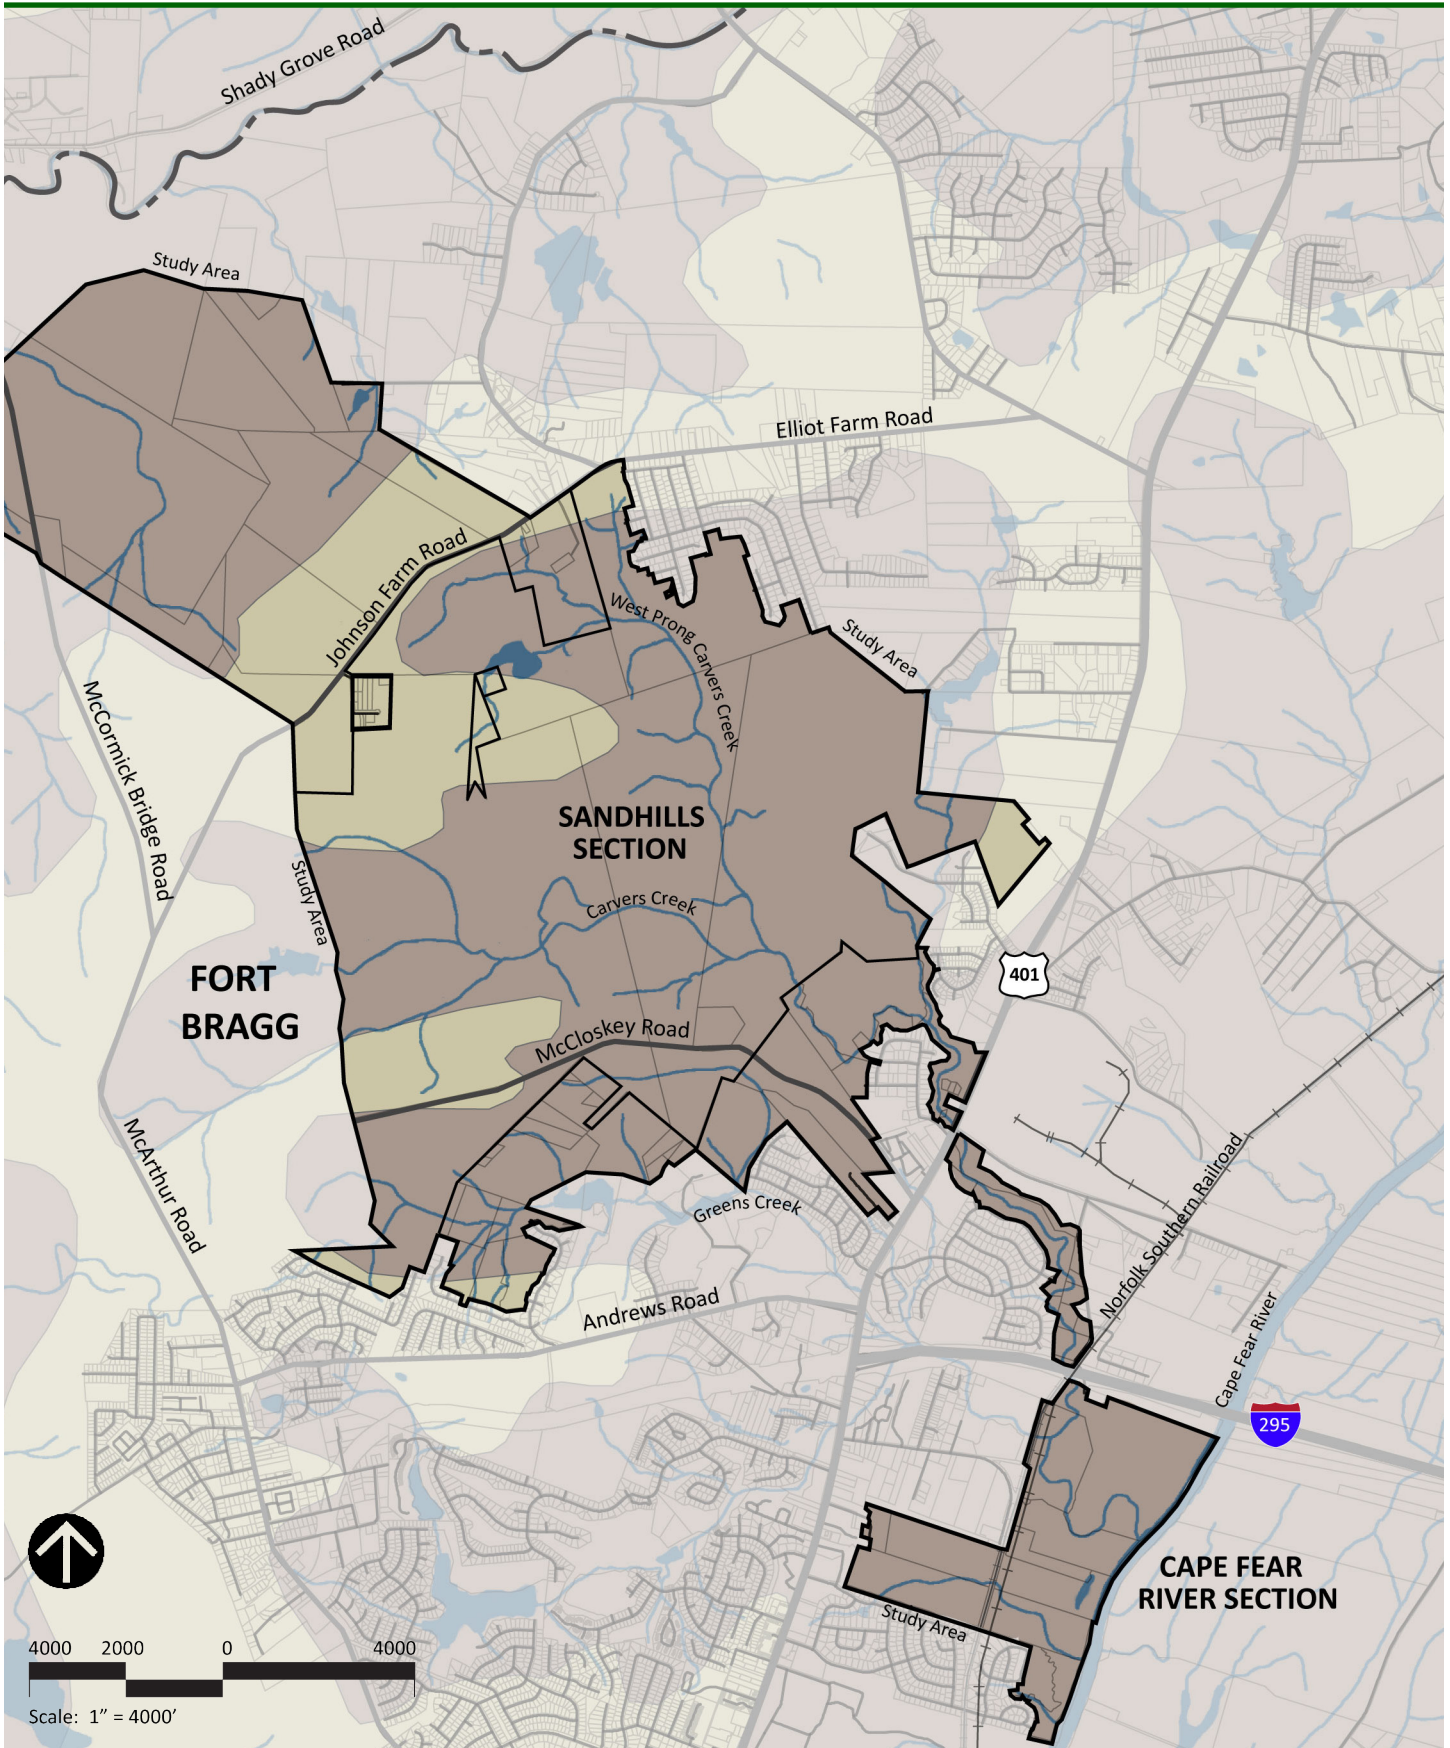 Shady Grove Road
Study Area
Elliot Farm Road
Johnson Farm Road
West Prong Carvers Creek
Study Area
McCormick Bridge Road
SANDHILLS
SECTION
Study Area
Carvers Creek
FORT
BRAGG
401
McCloskey Road
McArthur Road
Greens Creek
Norfolk Southern Railroad
Andrews Road
Cape Fear River
295
CAPE FEAR
RIVER SECTION
Study Area
4000 2000 0 4000
Scale: 1” = 4000’